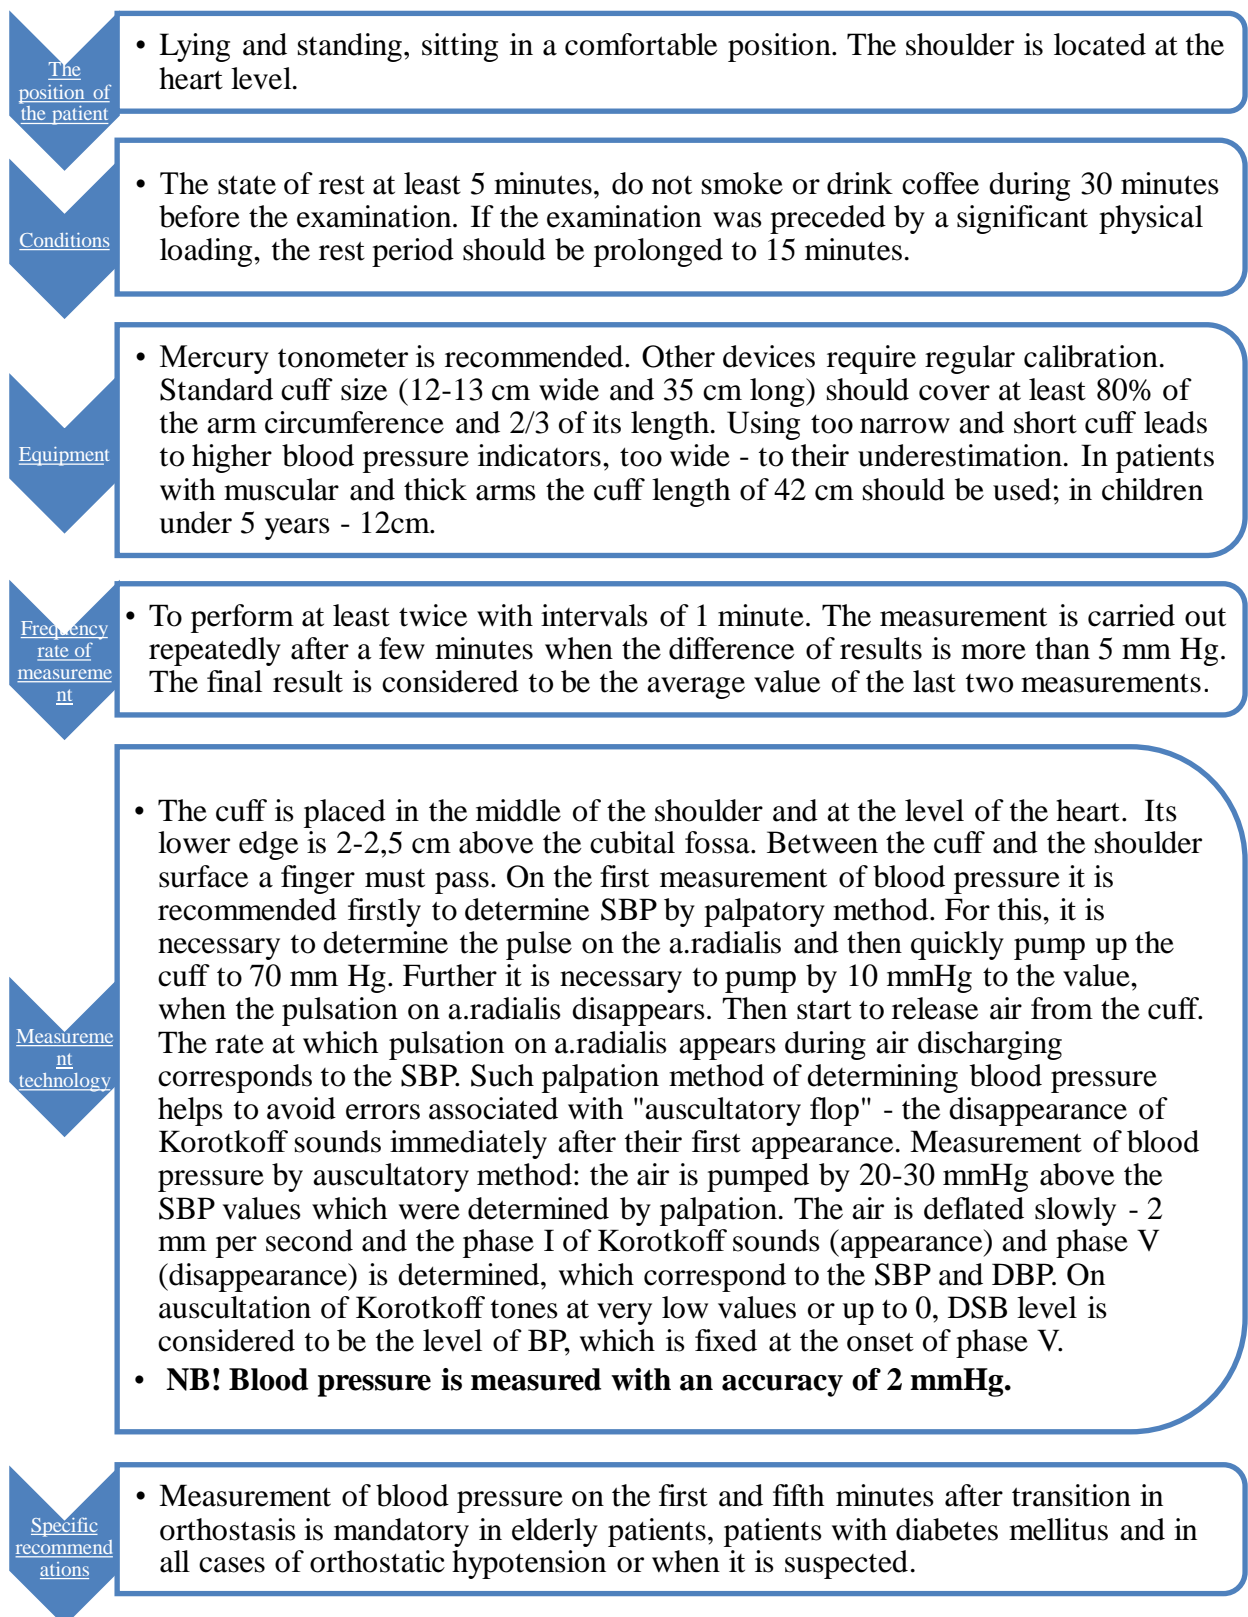 The
position of
the patient
• Lying and standing, sitting in a comfortable position. The shoulder is located at the
heart level.
Conditions
• The state of rest at least 5 minutes, do not smoke or drink coffee during 30 minutes
before the examination. If the examination was preceded by a significant physical
loading, the rest period should be prolonged to 15 minutes.
Equipment
• Mercury tonometer is recommended. Other devices require regular calibration.
Standard cuff size (12-13 cm wide and 35 cm long) should cover at least 80% of
the arm circumference and 2/3 of its length. Using too narrow and short cuff leads
to higher blood pressure indicators, too wide - to their underestimation. In patients
with muscular and thick arms the cuff length of 42 cm should be used; in children
under 5 years - 12cm.
Frequency
rate of
measureme
nt
• To perform at least twice with intervals of 1 minute. The measurement is carried out
repeatedly after a few minutes when the difference of results is more than 5 mm Hg.
The final result is considered to be the average value of the last two measurements.
Measureme
nt
technology
• The cuff is placed in the middle of the shoulder and at the level of the heart. Its
lower edge is 2-2,5 cm above the cubital fossa. Between the cuff and the shoulder
surface a finger must pass. On the first measurement of blood pressure it is
recommended firstly to determine SBP by palpatory method. For this, it is
necessary to determine the pulse on the a.radialis and then quickly pump up the
cuff to 70 mm Hg. Further it is necessary to pump by 10 mmHg to the value,
when the pulsation on a.radialis disappears. Then start to release air from the cuff.
The rate at which pulsation on a.radialis appears during air discharging
corresponds to the SBP. Such palpation method of determining blood pressure
helps to avoid errors associated with "auscultatory flop" - the disappearance of
Korotkoff sounds immediately after their first appearance. Measurement of blood
pressure by auscultatory method: the air is pumped by 20-30 mmHg above the
SBP values which were determined by palpation. The air is deflated slowly - 2
mm per second and the phase I of Korotkoff sounds (appearance) and phase V
(disappearance) is determined, which correspond to the SBP and DBP. On
auscultation of Korotkoff tones at very low values or up to 0, DSB level is
considered to be the level of BP, which is fixed at the onset of phase V.
• NB! Blood pressure is measured with an accuracy of 2 mmHg.
Specific
recommend
ations
• Measurement of blood pressure on the first and fifth minutes after transition in
orthostasis is mandatory in elderly patients, patients with diabetes mellitus and in
all cases of orthostatic hypotension or when it is suspected.